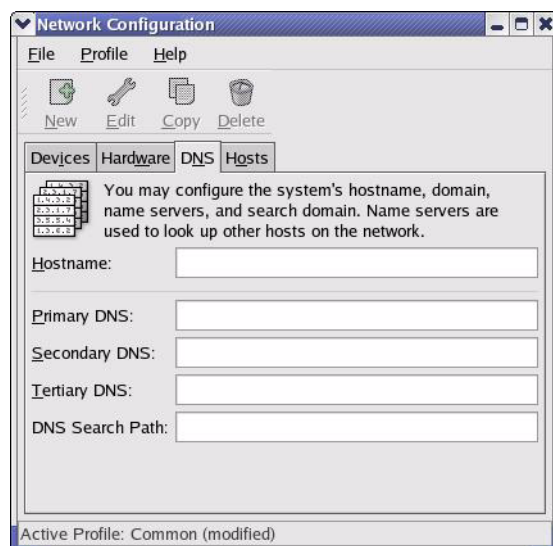 Network Configuration
File Profile Help
New Edit Copy Delete
Devices Hardware DNS Hosts
You may configure the system's hostname, domain,
name servers, and search domain. Name servers are
used to look up other hosts on the network.
Hostname:
Primary DNS:
Secondary DNS:
Tertiary DNS:
DNS Search Path:
Active Profile: Common (modified)